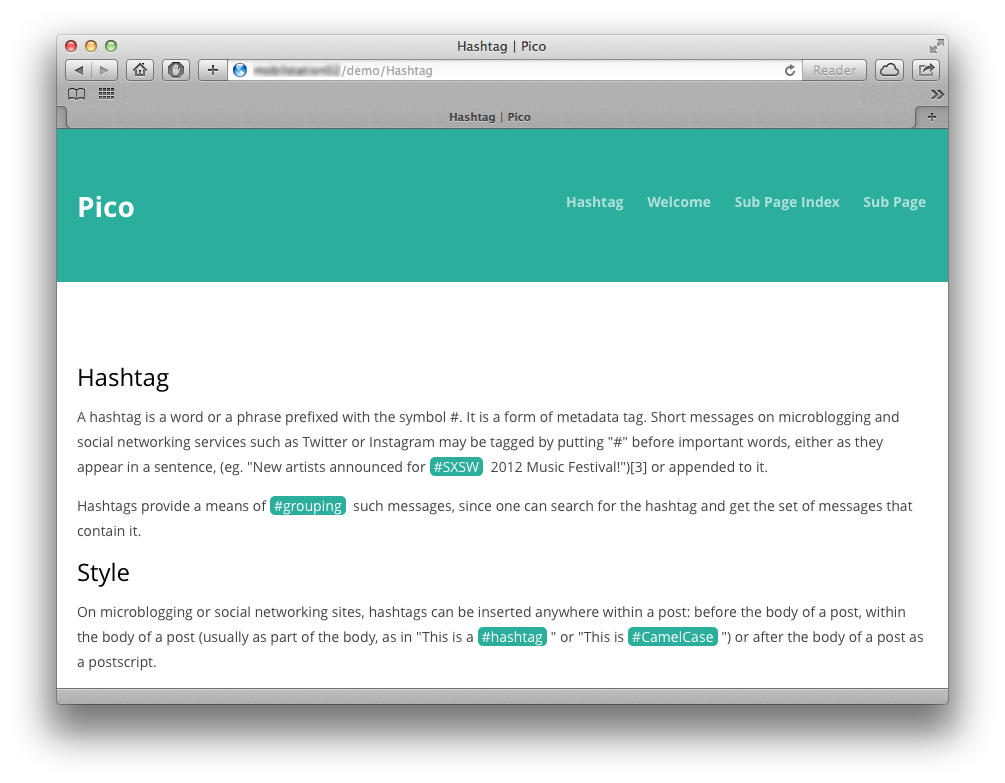 Hashtag | Pico
/demo/Hashtag
Reader
Hashtag | Pico
Pico
Hashtag Welcome Sub Page Index Sub Page
Hashtag
A hashtag is a word or a phrase prefixed with the symbol #. It is a form of metadata tag. Short messages on microblogging and
social networking services such as Twitter or Instagram may be tagged by putting "#" before important words, either as they
appear in a sentence, (eg. "New artists announced for #SXSW 2012 Music Festival!")[3] or appended to it.
Hashtags provide a means of #grouping such messages, since one can search for the hashtag and get the set of messages that
contain it.
Style
On microblogging or social networking sites, hashtags can be inserted anywhere within a post: before the body of a post, within
the body of a post (usually as part of the body, as in "This is a #hashtag " or "This is #CamelCase ") or after the body of a post as
a postscript.